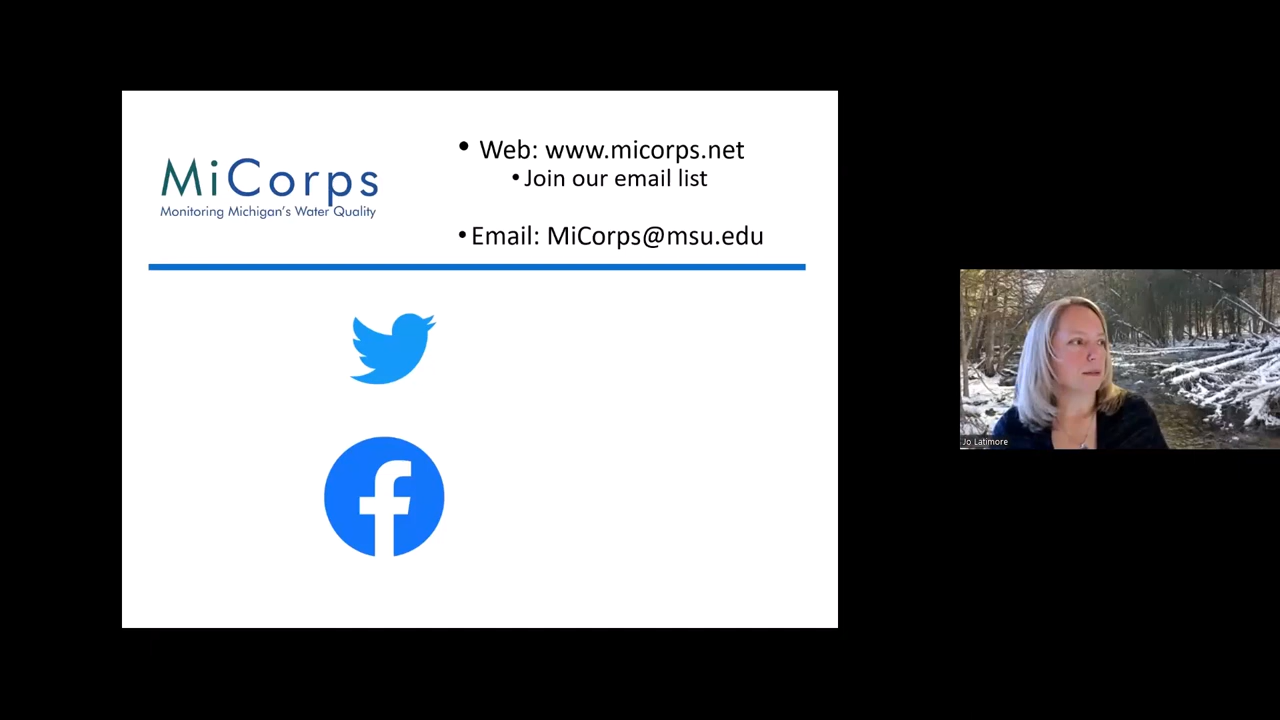 MiCorps
Monitoring Michigan's Water Quality
• Web: www.micorps.net
• Join our email list
• Email: MiCorps@msu.edu
Jo Latimore